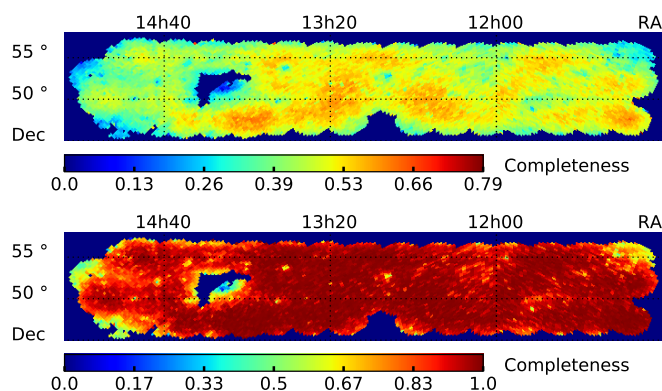 14h40 13h20 12h00 RA
55 °
50 °
Dec
Completeness
0.0 0.13 0.26 0.39 0.53 0.66 0.79
14h40 13h20 12h00 RA
55 °
50 °
Dec
Completeness
0.0 0.17 0.33 0.5 0.67 0.83 1.0